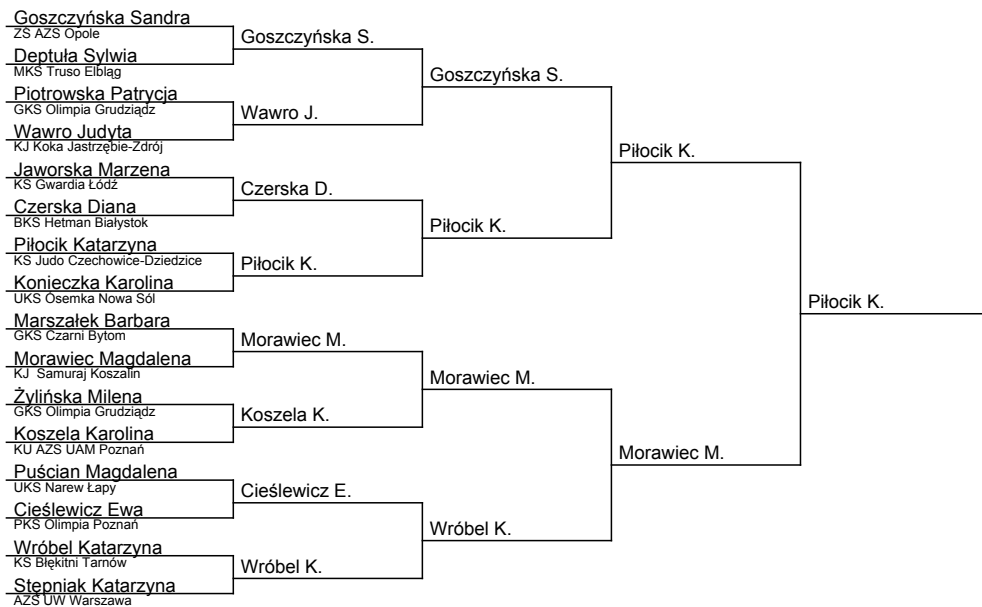 Goszczyńska Sandra
ZS AZS Opole
Deptuła Sylwia
MKS Truso Elbląg
Piotrowska Patrycja
GKS Olimpia Grudziądz
Wawro Judyta
KJ Koka Jastrzębie-Zdrój
Jaworska Marzena
KS Gwardia Łódź
Czerska Diana
BKS Hetman Białystok
Piłocik Katarzyna
KS Judo Czechowice-Dziedzice
Konieczka Karolina
UKS Ósemka Nowa Sól
Marszałek Barbara
GKS Czarni Bytom
Morawiec Magdalena
KJ Samuraj Koszalin
Żylińska Milena
GKS Olimpia Grudziądz
Koszela Karolina
KU AZS UAM Poznań
Puścian Magdalena
UKS Narew Łapy
Cieślewicz Ewa
PKS Olimpia Poznań
Wróbel Katarzyna
KS Błękitni Tarnów
Stępniak Katarzyna
AZS UW Warszawa
Goszczyńska S.
Wawro J.
Czerska D.
Piłocik K.
Morawiec M.
Koszela K.
Cieślewicz E.
Wróbel K.
Goszczyńska S.
Piłocik K.
Morawiec M.
Wróbel K.
Piłocik K.
Morawiec M.
Piłocik K.